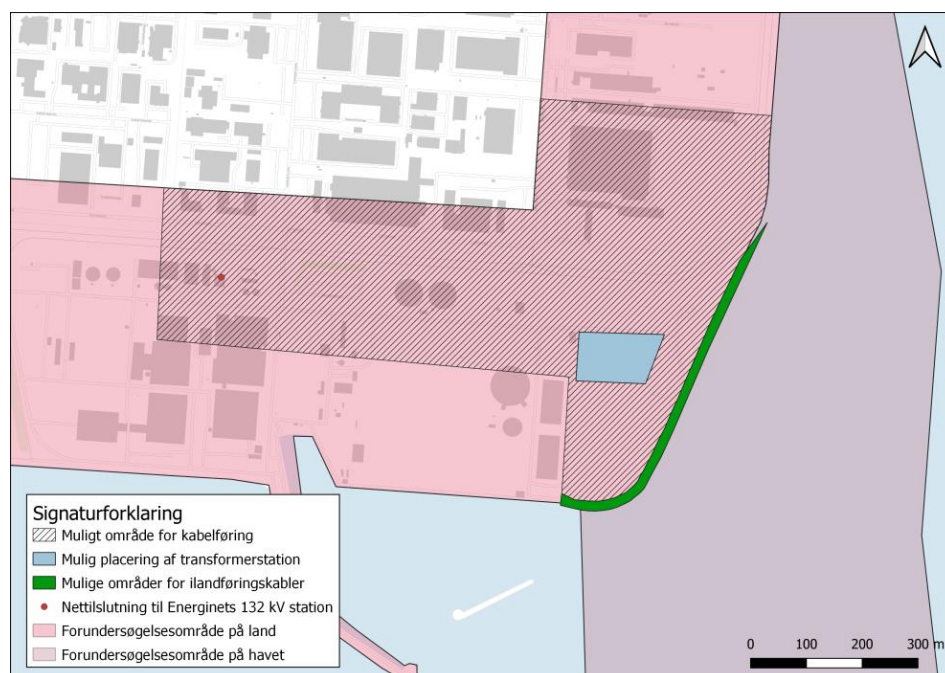 Signaturforklaring
Muligt område for kabelføring
Mulig placering af transformerstation
Mulige områder for ilandføringskabler
Nettilslutning til Energinets 132 kV station
Forundersøgelsesområde på land
Forundersøgelsesområde på havet
0 100 200 300 m